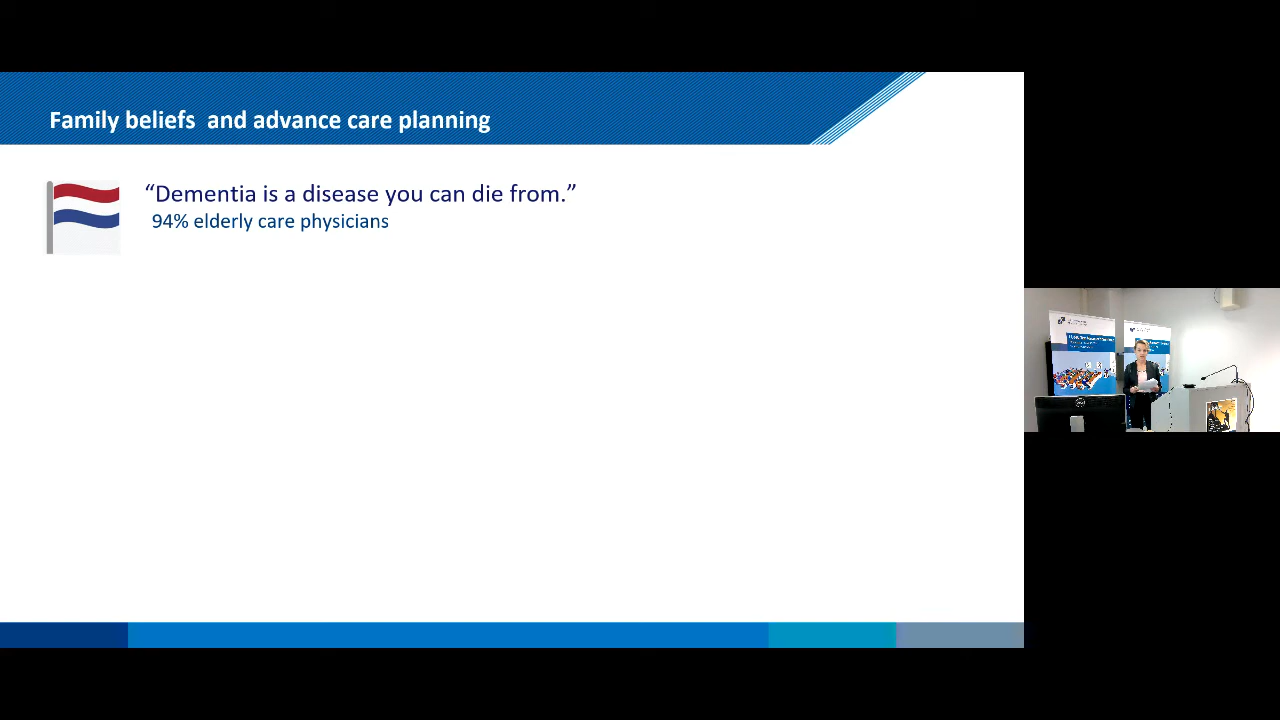 Family beliefs  and advance care planning
“Dementia is a disease you can die from.”
94% elderly care physicians